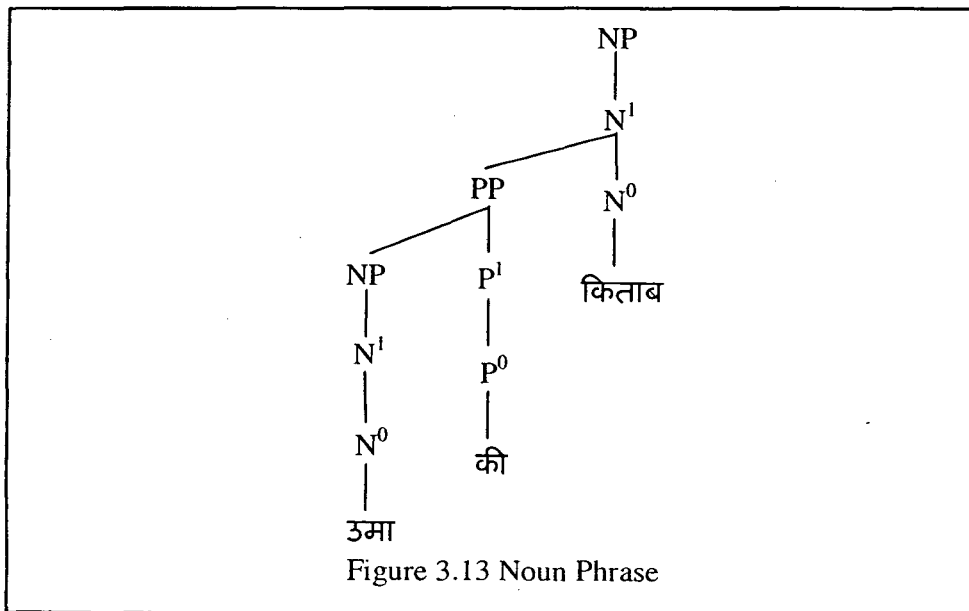 NP
N¹
PP N⁰
NP P¹ किताब
N¹ P⁰
N⁰ की
उमा
Figure 3.13 Noun Phrase